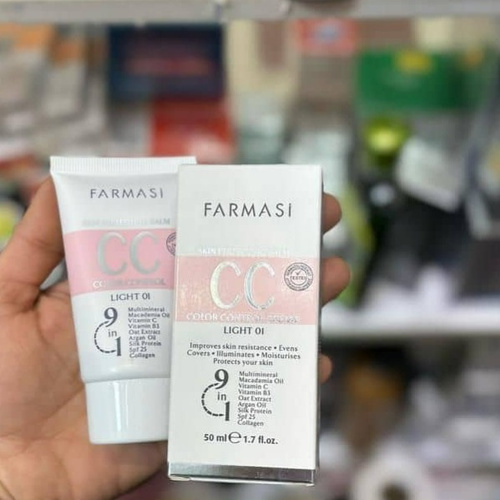 FARMASi
CC
COLOR CONTROL
LIGHT 01
9 in 1
Multimineral
Macadamia Oil
Vitamin C
Vitamin B3
Oat Extract
Argan Oil
Silk Protein
Spf 25
Collagen
FARMASi
CC
COLOR CONTROL
LIGHT 01
Improves skin resistance • Evens
Covers • Illuminates • Moisturises
Protects your skin
9 in 1
Multimineral
Macadamia Oil
Vitamin C
Vitamin B3
Oat Extract
Argan Oil
Silk Protein
Spf 25
Collagen
50 ml ℮ 1.7 fl.oz.